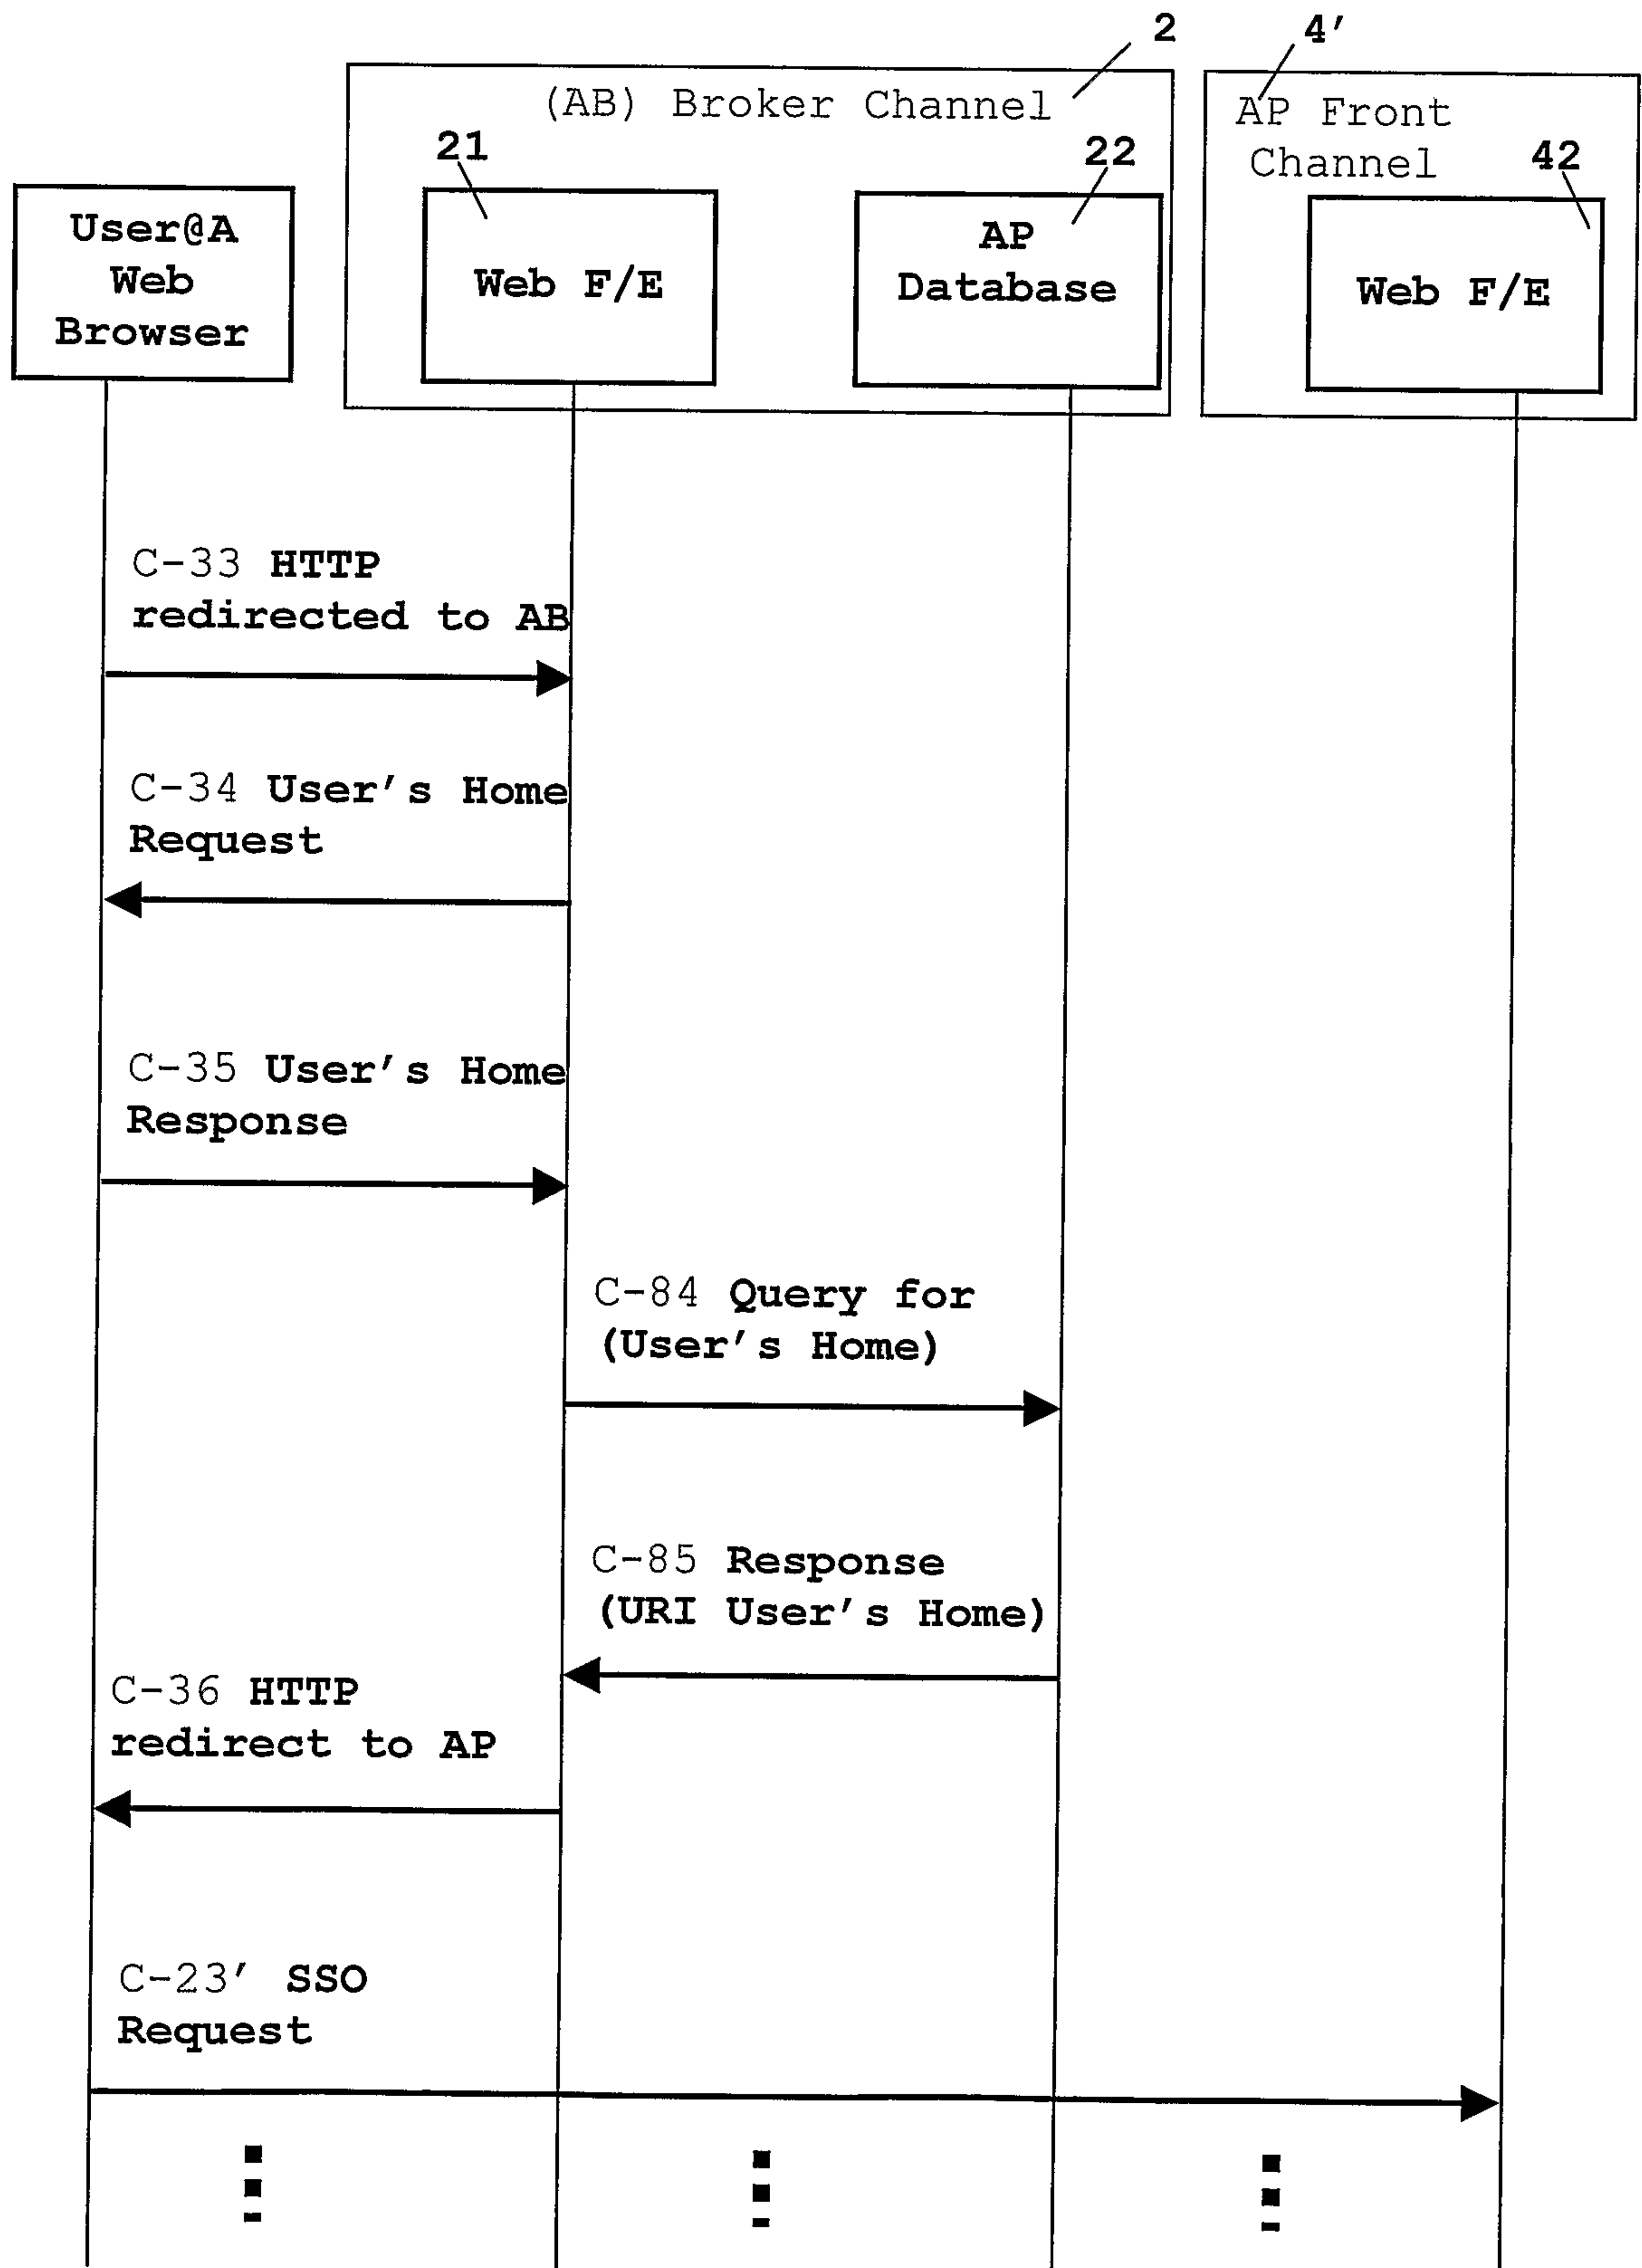 2
4'
(AB) Broker Channel
AP Front
Channel
21
22
42
User@A
Web
Browser
Web F/E
AP
Database
Web F/E
C-33 HTTP
redirected to AB
C-34 User's Home
Request
C-35 User's Home
Response
C-84 Query for
(User's Home)
C-85 Response
(URI User's Home)
C-36 HTTP
redirect to AP
C-23' SSO
Request